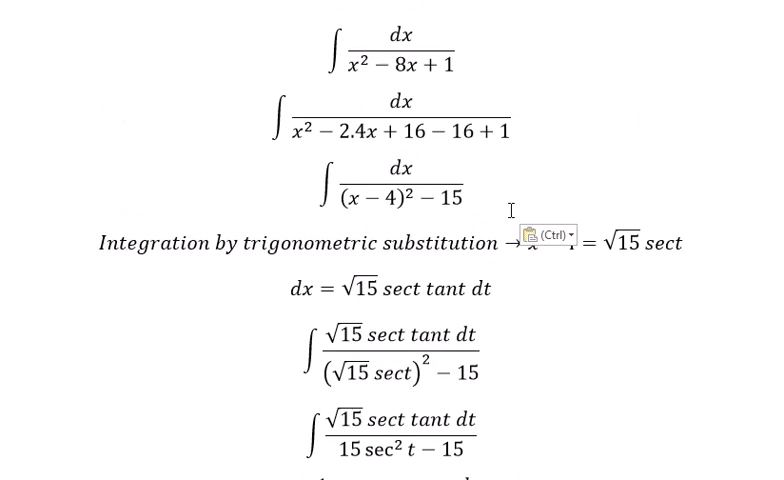 ∫ dx / (x² − 8x + 1)
∫ dx / (x² − 2.4x + 16 − 16 + 1)
∫ dx / ((x − 4)² − 15)
Integration by trigonometric substitution → = √15 sect
(Ctrl)
dx = √15 sect tant dt
∫ √15 sect tant dt / ((√15 sect)² − 15)
∫ √15 sect tant dt / (15 sec² t − 15)